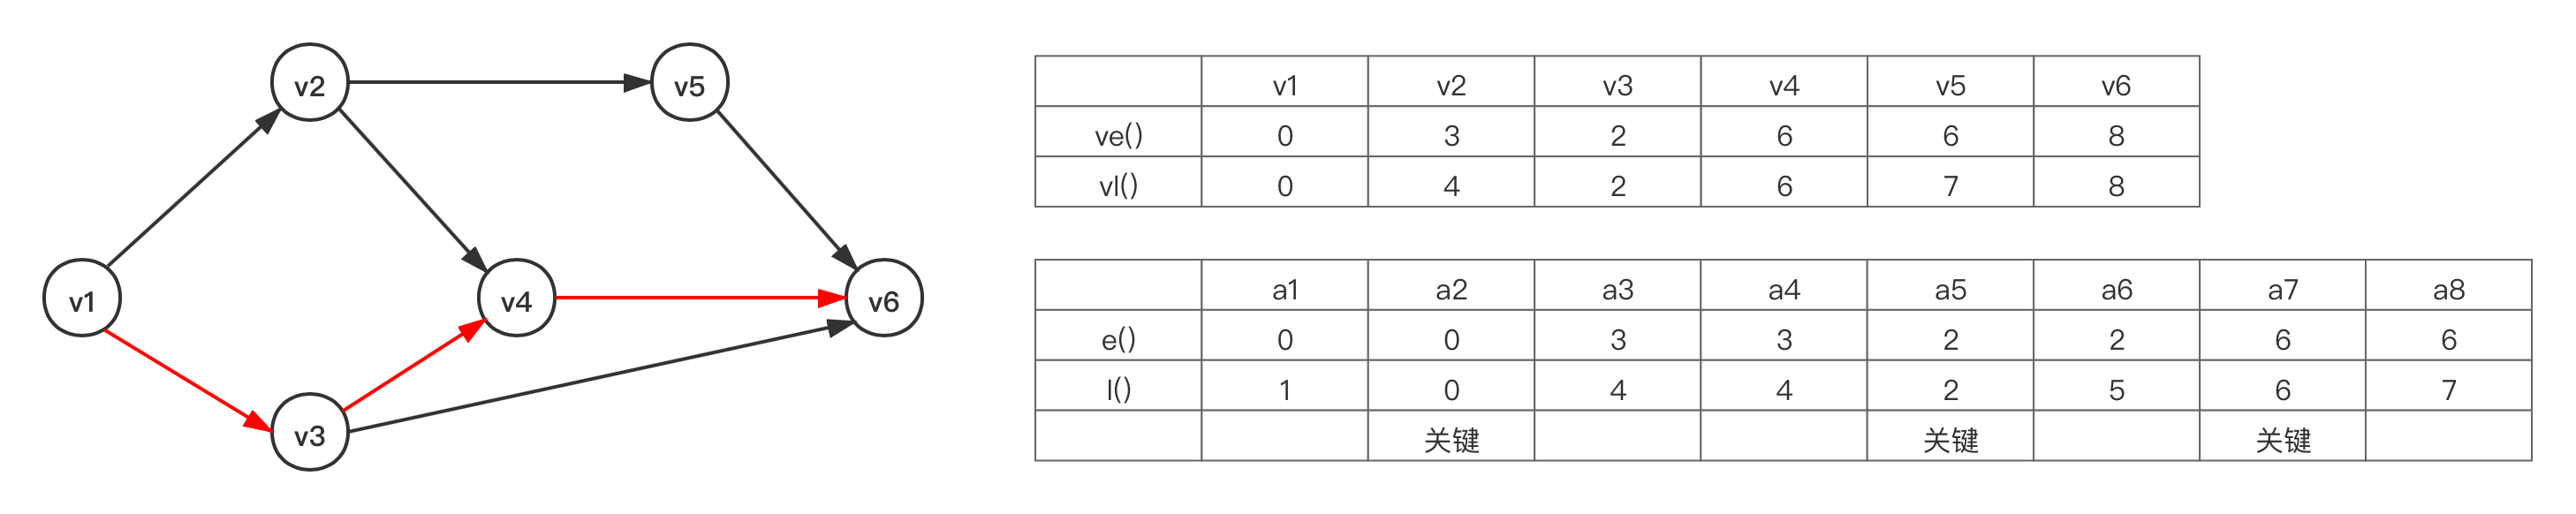 v2
v5
v1
v4
v6
v3
v1 v2 v3 v4 v5 v6
ve() 0 3 2 6 6 8
vl() 0 4 2 6 7 8
a1 a2 a3 a4 a5 a6 a7 a8
e() 0 0 3 3 2 2 6 6
l() 1 0 4 4 2 5 6 7
关键 关键 关键